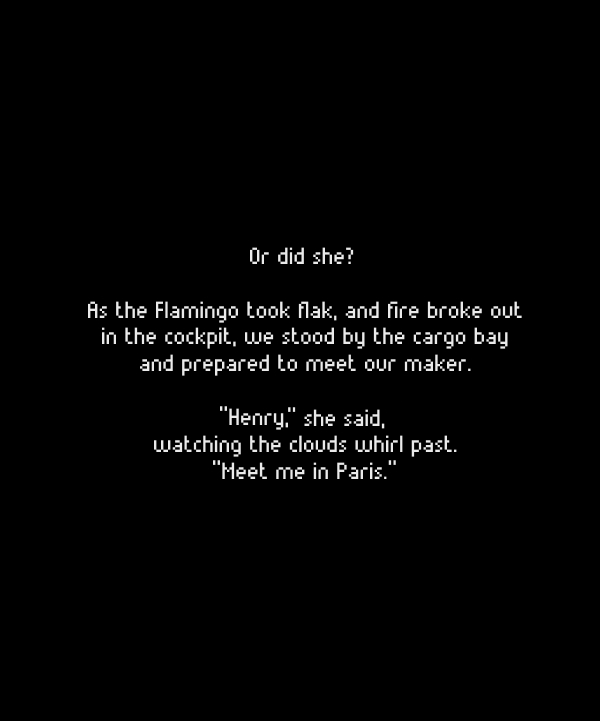 Or did she?
As the Flamingo took flak, and fire broke out
in the cockpit, we stood by the cargo bay
and prepared to meet our maker.
"Henry," she said,
watching the clouds whirl past.
"Meet me in Paris."